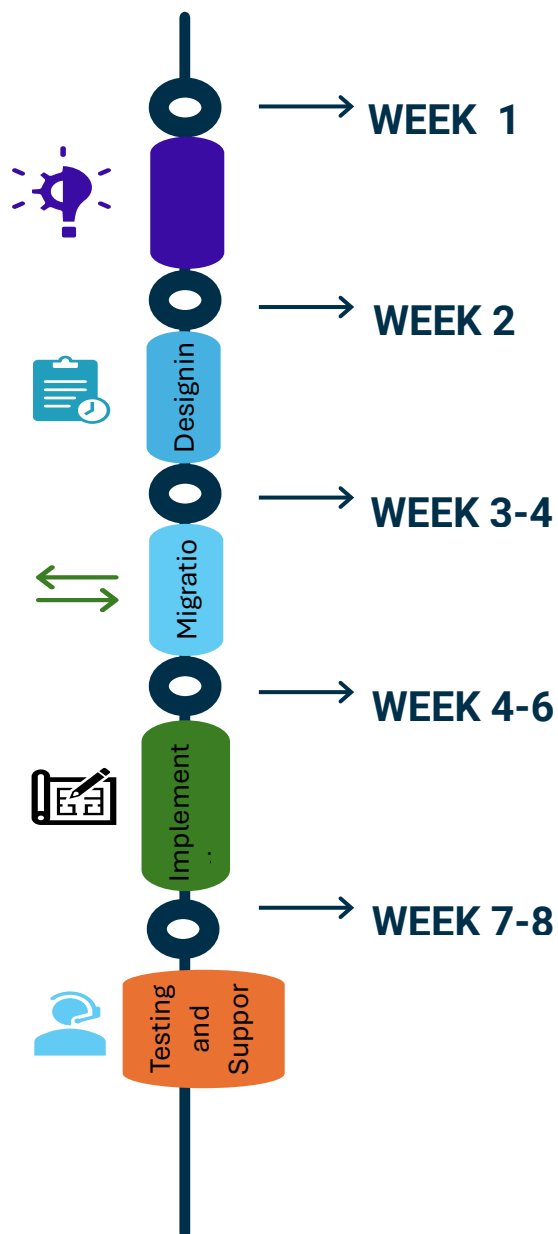 WEEK 1
WEEK 2
Designin
WEEK 3-4
Migratio
WEEK 4-6
Implement
WEEK 7-8
Testing
and
Suppor